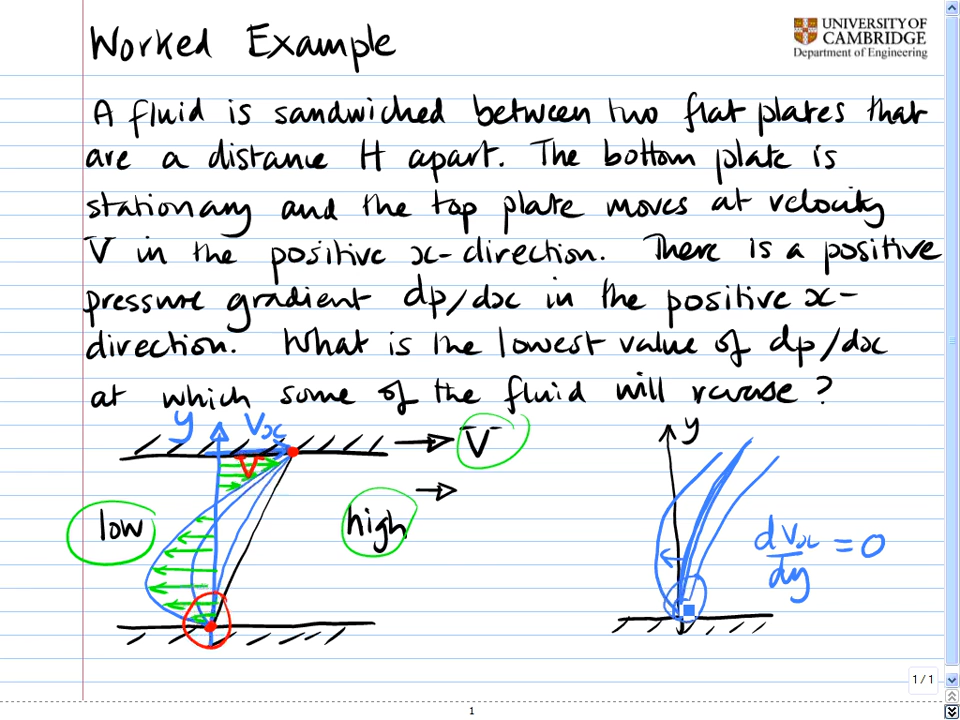 Worked Example
UNIVERSITY OF
CAMBRIDGE
Department of Engineering
A fluid is sandwiched between two flat plates that
are a distance H apart. The bottom plate is
stationary and the top plate moves at velocity
V in the positive x-direction. There is a positive
pressure gradient dp/dx in the positive x-
direction. What is the lowest value of dp/dx
at which some of the fluid will reverse?
y Vx V y
V
low high
dVx/dy = 0
1 / 1
1